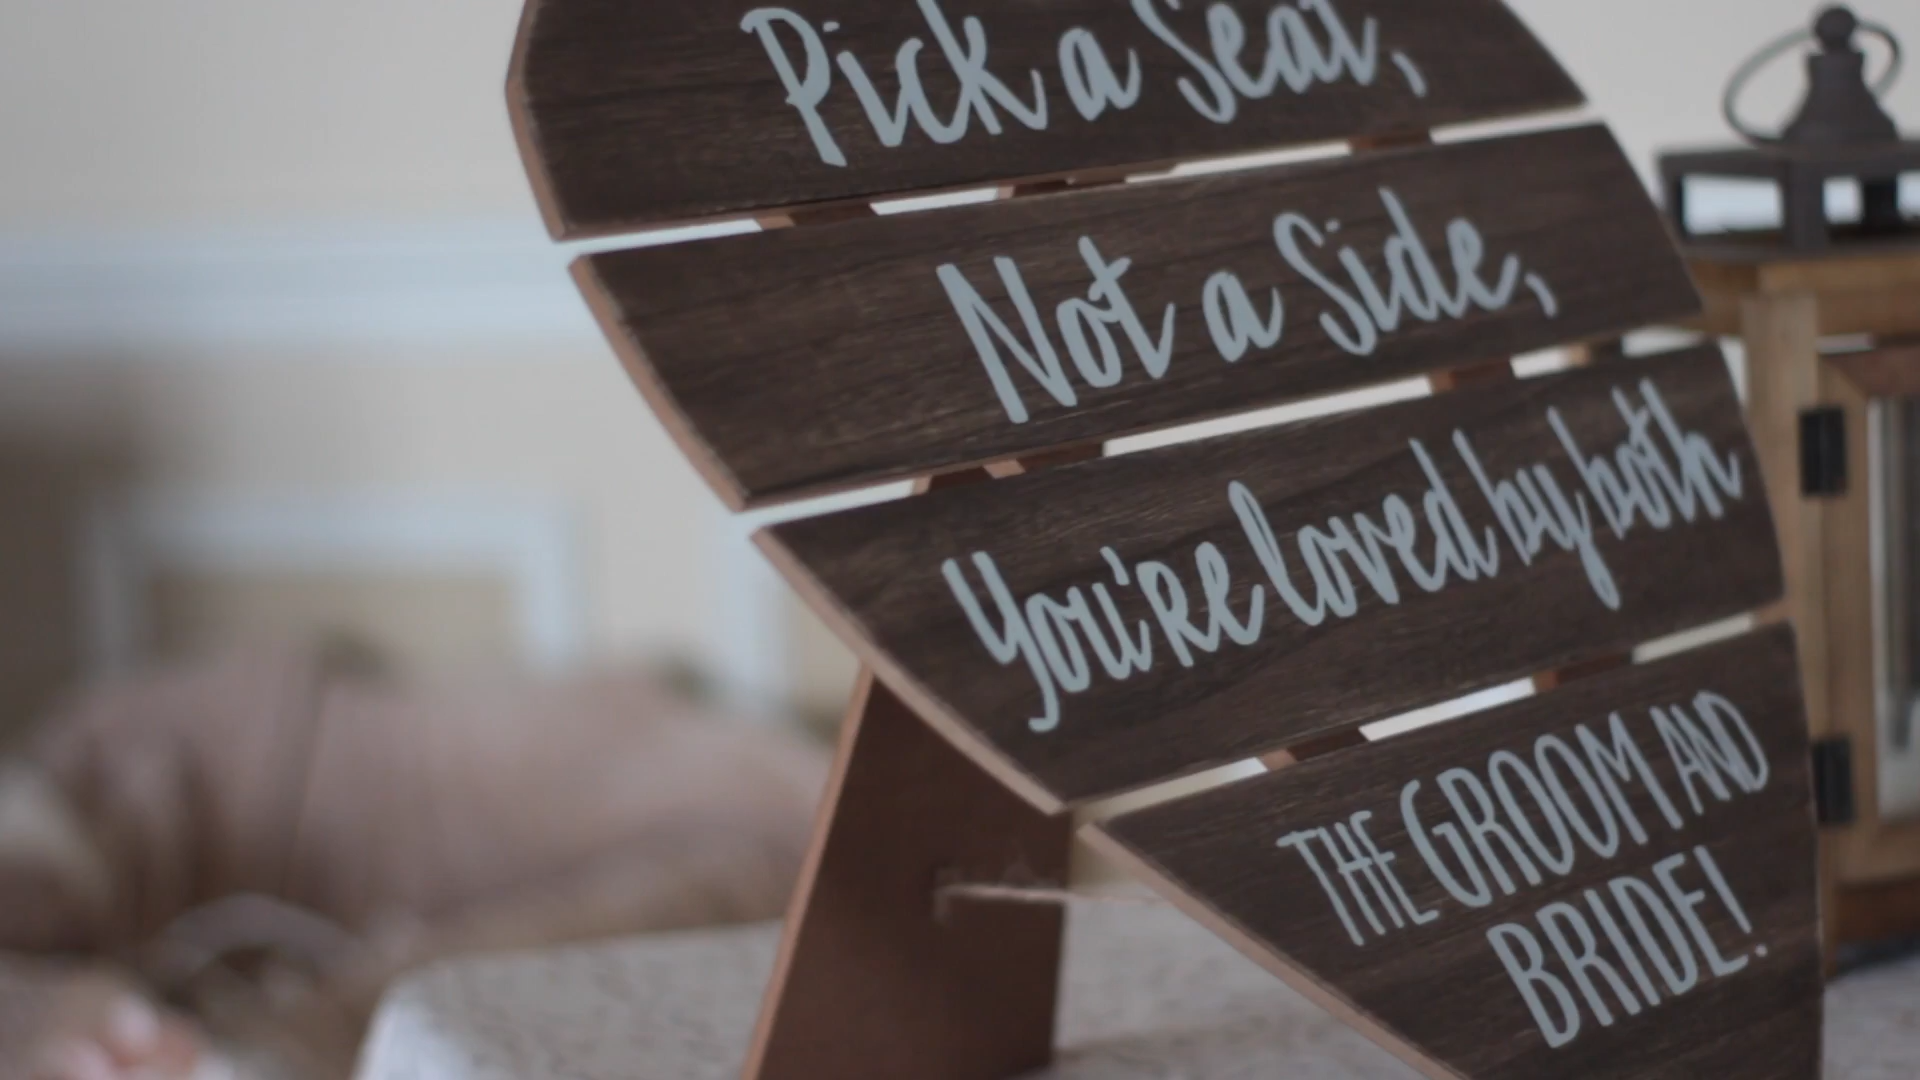 Pick a Seat,
Not a Side,
You're loved by both
THE GROOM AND
BRIDE!